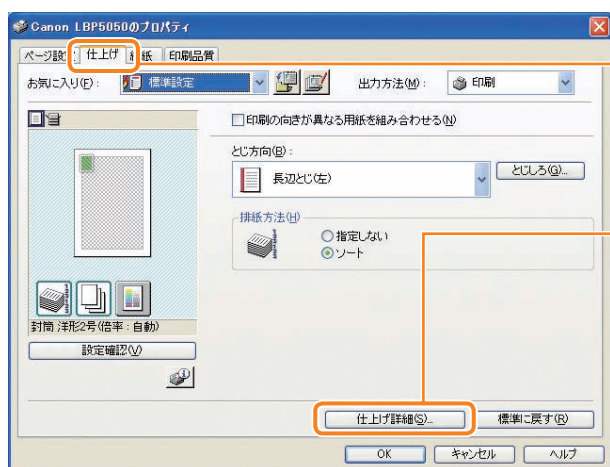 Canon LBP5050のプロパティ
ページ設定 仕上げ 給紙 印刷品質
お気に入り(F): 標準設定 出力方法(M): 印刷
印刷の向きが異なる用紙を組み合わせる(N)
とじ方向(B):
長辺とじ(左) とじしろ(G)...
排紙方法(H)
指定しない
ソート
封筒 洋形2号(倍率:自動)
設定確認(V)
仕上げ詳細(S)... 標準に戻す(R)
OK キャンセル ヘルプ